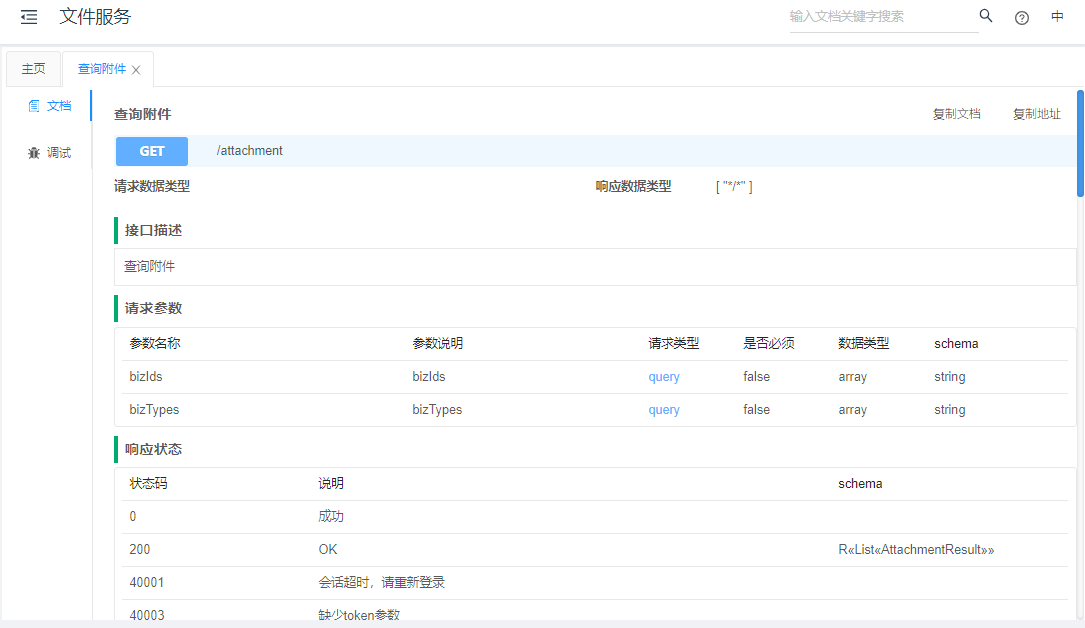 文件服务
输入文档关键字搜索 中
主页 查询附件
文档
调试
查询附件 复制文档 复制地址
GET /attachment
请求数据类型 响应数据类型 [ "*/*" ]
接口描述
查询附件
请求参数
参数名称 参数说明 请求类型 是否必须 数据类型 schema
bizIds bizIds query false array string
bizTypes bizTypes query false array string
响应状态
状态码 说明 schema
0 成功
200 OK R«List«AttachmentResult»»
40001 会话超时，请重新登录
40003 缺少token参数